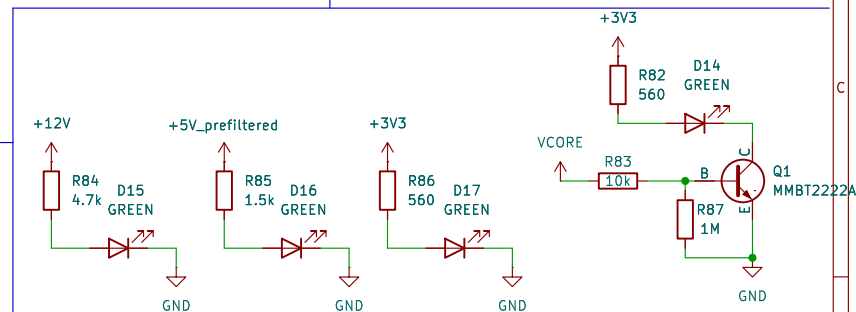 +3V3
R82
560
D14
GREEN
C
+12V
R84
4.7k
D15
GREEN
GND
+5V_prefiltered
R85
1.5k
D16
GREEN
GND
+3V3
R86
560
D17
GREEN
GND
VCORE
R83
10k
B
C
E
Q1
MMBT2222A
R87
1M
GND